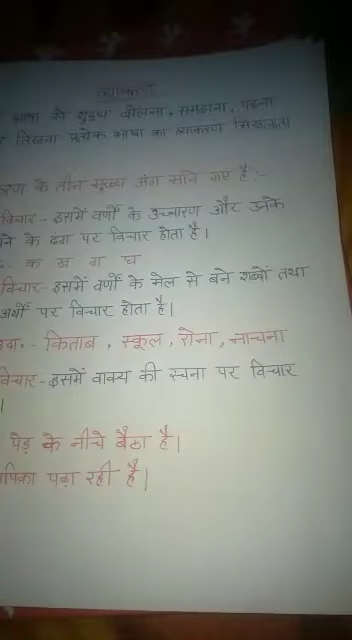 व्याकरण
भाषा को शुद्ध बोलना, समझना, पढ़ना
लिखना प्रत्येक भाषा का व्याकरण सिखलाता
रण के तीन मुख्य अंग माने गए है:-
विचार - इसमें वर्णों के उच्चारण और उनके
ने के ढंग पर विचार होता है।
:- क ख ग घ
विचार - इसमें वर्णों के मेल से बने शब्दों तथा
अर्थों पर विचार होता है।
उदा. - किताब, स्कूल, रोना, नाचना
विचार - इसमें वाक्य की रचना पर विचार
।
पेड़ के नीचे बैठा है।
पिका पढ़ा रही है।